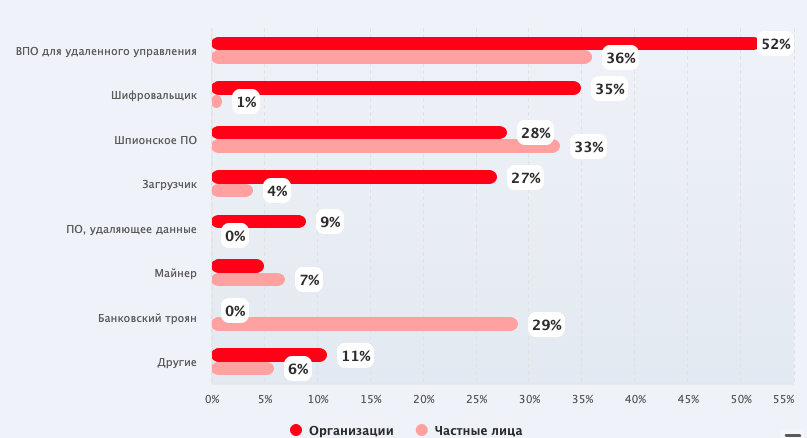 ВПО для удаленного управления
52%
36%
Шифровальщик
35%
1%
Шпионское ПО
28%
33%
Загрузчик
27%
4%
ПО, удаляющее данные
9%
0%
Майнер
7%
Банковский троян
0%
29%
Другие
11%
6%
0% 5% 10% 15% 20% 25% 30% 35% 40% 45% 50% 55%
Организации Частные лица